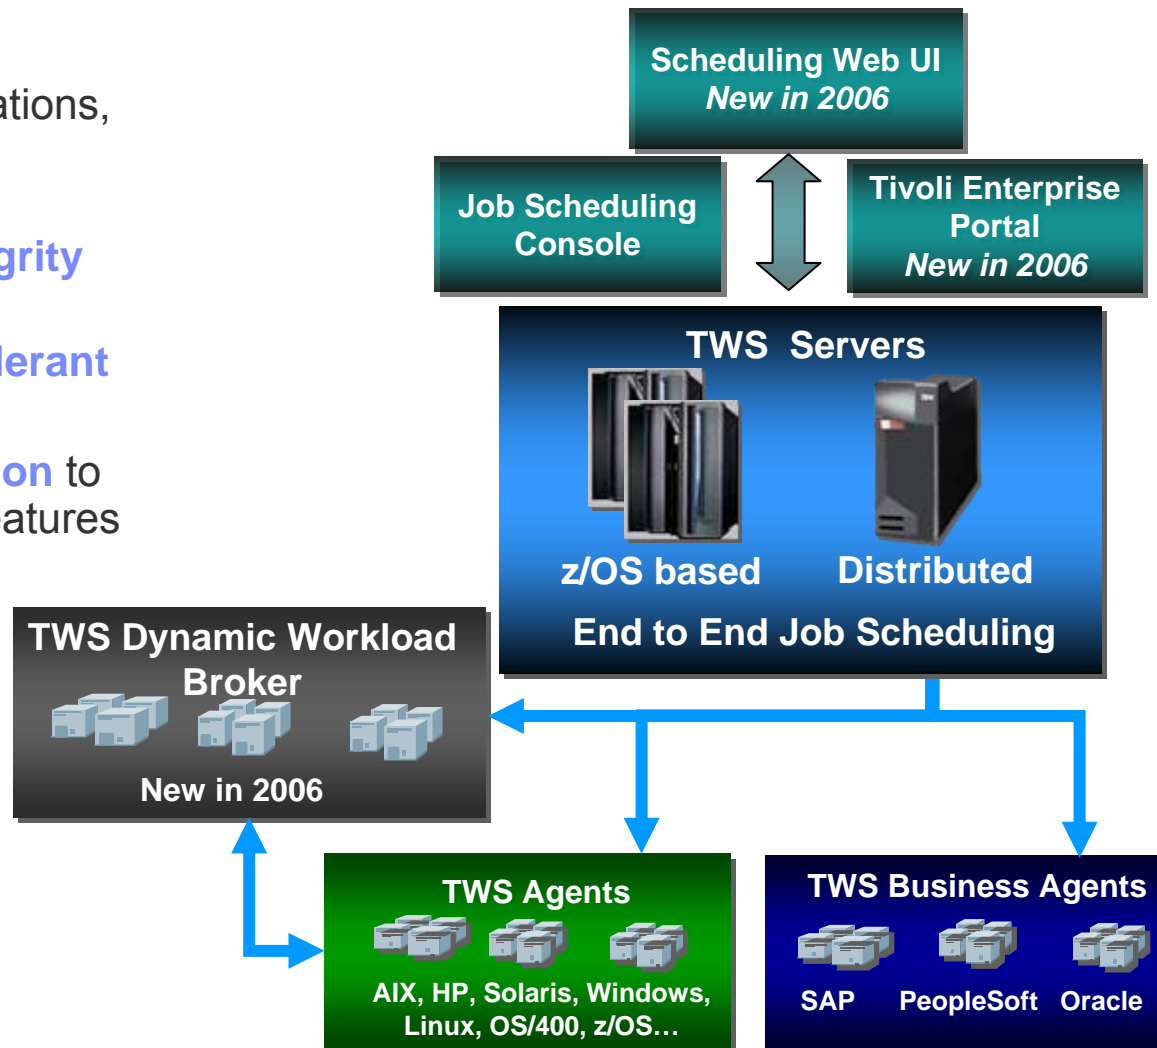 Scheduling Web UI
New in 2006
ations,
Job Scheduling
Console
Tivoli Enterprise
Portal
New in 2006
grity
lerant
on to
eatures
TWS Servers
z/OS based
Distributed
End to End Job Scheduling
TWS Dynamic Workload
Broker
New in 2006
TWS Agents
AIX, HP, Solaris, Windows,
Linux, OS/400, z/OS…
TWS Business Agents
SAP
PeopleSoft
Oracle